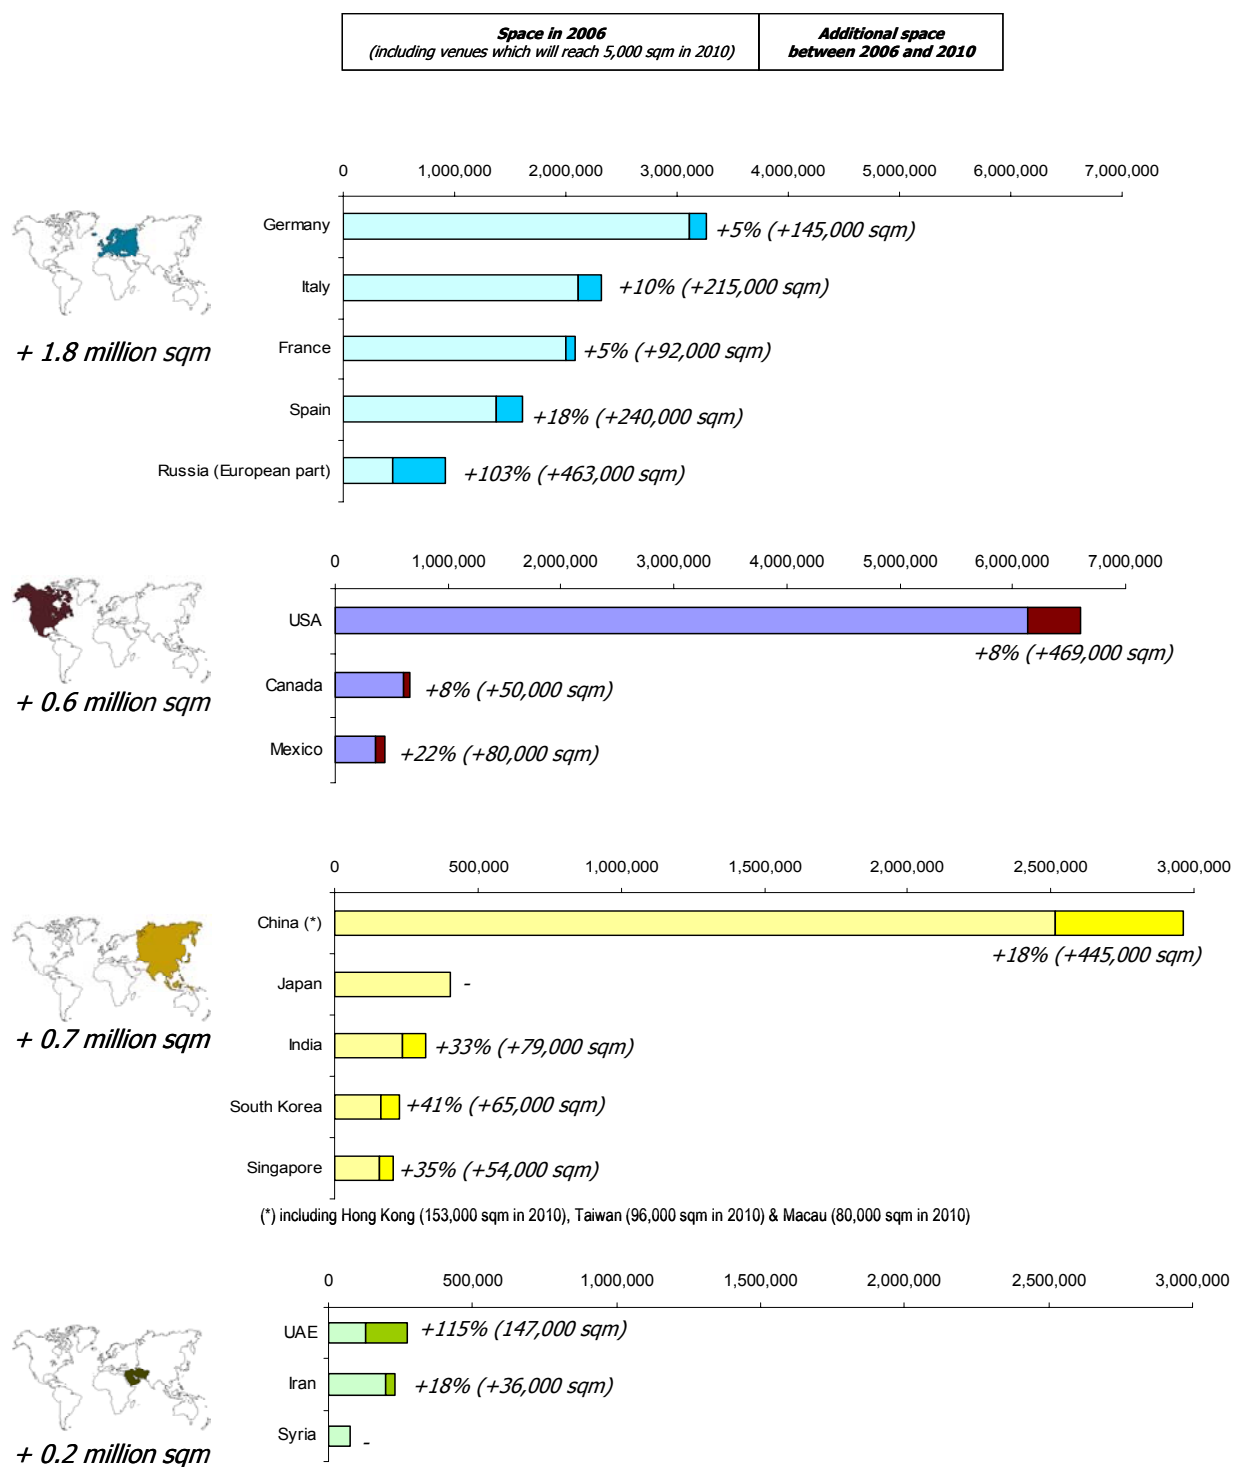 Space in 2006
(including venues which will reach 5,000 sqm in 2010)
Additional space
between 2006 and 2010
0 1,000,000 2,000,000 3,000,000 4,000,000 5,000,000 6,000,000 7,000,000
Germany +5% (+145,000 sqm)
Italy +10% (+215,000 sqm)
+ 1.8 million sqm
France +5% (+92,000 sqm)
Spain +18% (+240,000 sqm)
Russia (European part) +103% (+463,000 sqm)
0 1,000,000 2,000,000 3,000,000 4,000,000 5,000,000 6,000,000 7,000,000
USA
+8% (+469,000 sqm)
Canada +8% (+50,000 sqm)
+ 0.6 million sqm
Mexico +22% (+80,000 sqm)
0 500,000 1,000,000 1,500,000 2,000,000 2,500,000 3,000,000
China (*)
+18% (+445,000 sqm)
Japan -
+ 0.7 million sqm
India +33% (+79,000 sqm)
South Korea +41% (+65,000 sqm)
Singapore +35% (+54,000 sqm)
(*) including Hong Kong (153,000 sqm in 2010), Taiwan (96,000 sqm in 2010) & Macau (80,000 sqm in 2010)
0 500,000 1,000,000 1,500,000 2,000,000 2,500,000 3,000,000
UAE +115% (147,000 sqm)
Iran +18% (+36,000 sqm)
Syria -
+ 0.2 million sqm